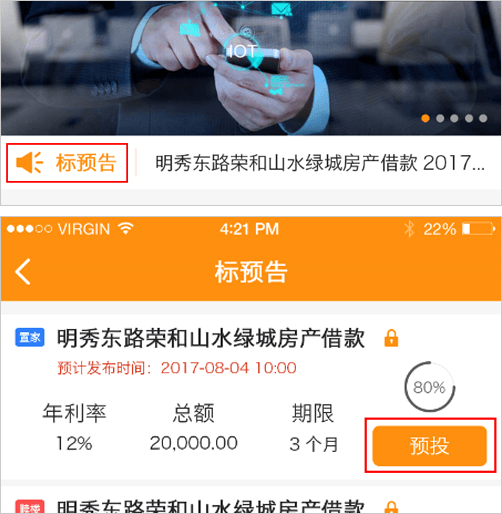 IOT
标预告 明秀东路荣和山水绿城房产借款 2017...
VIRGIN 4:21 PM 22%
标预告
置家 明秀东路荣和山水绿城房产借款
预计发布时间：2017-08-04 10:00
80%
年利率 总额 期限
12% 20,000.00 3 个月 预投
明秀东路荣和山水绿城房产借款